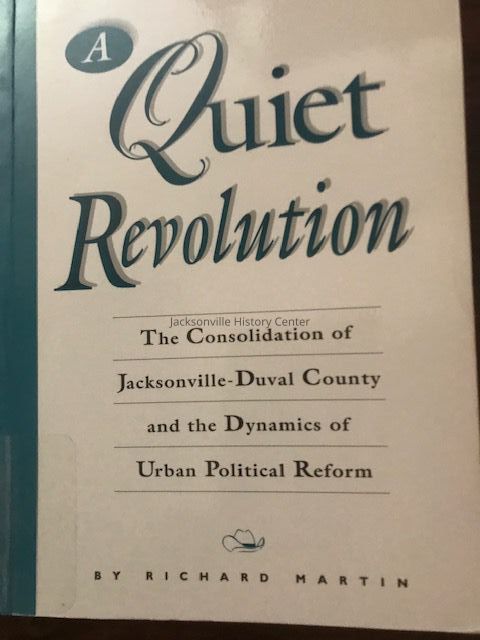 A
Quiet
Revolution
Jacksonville History Center
The Consolidation of
Jacksonville-Duval County
and the Dynamics of
Urban Political Reform
BY RICHARD MARTIN